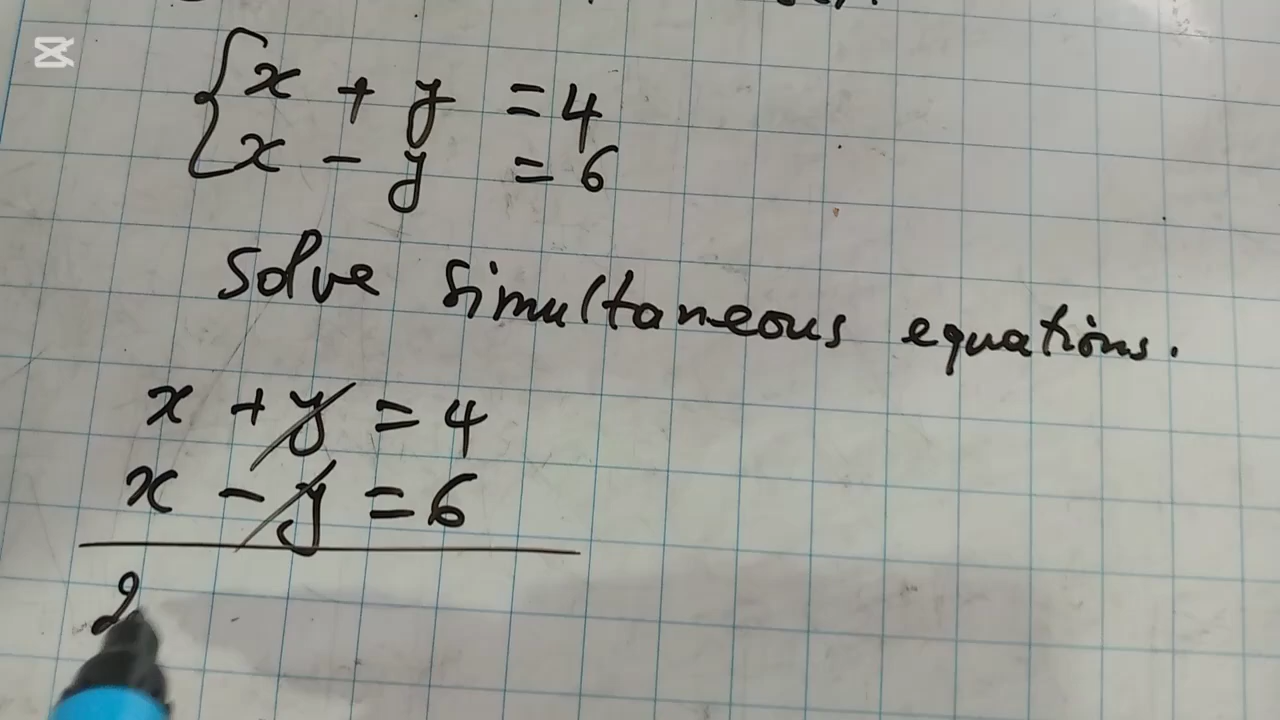 x + y = 4
x - y = 6
Solve simultaneous equations.
x + y = 4
x - y = 6
2